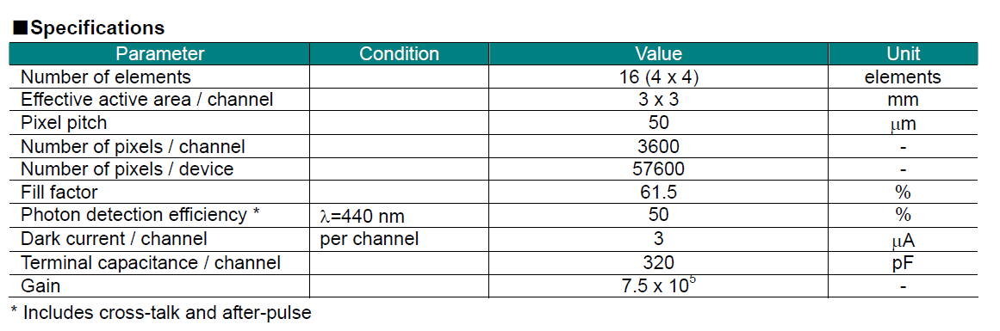 ■Specifications
Parameter Condition Value Unit
Number of elements 16 (4 x 4) elements
Effective active area / channel 3 x 3 mm
Pixel pitch 50 μm
Number of pixels / channel 3600 -
Number of pixels / device 57600 -
Fill factor 61.5 %
Photon detection efficiency * λ=440 nm 50 %
Dark current / channel per channel 3 μA
Terminal capacitance / channel 320 pF
Gain 7.5 x 10⁵ -
* Includes cross-talk and after-pulse